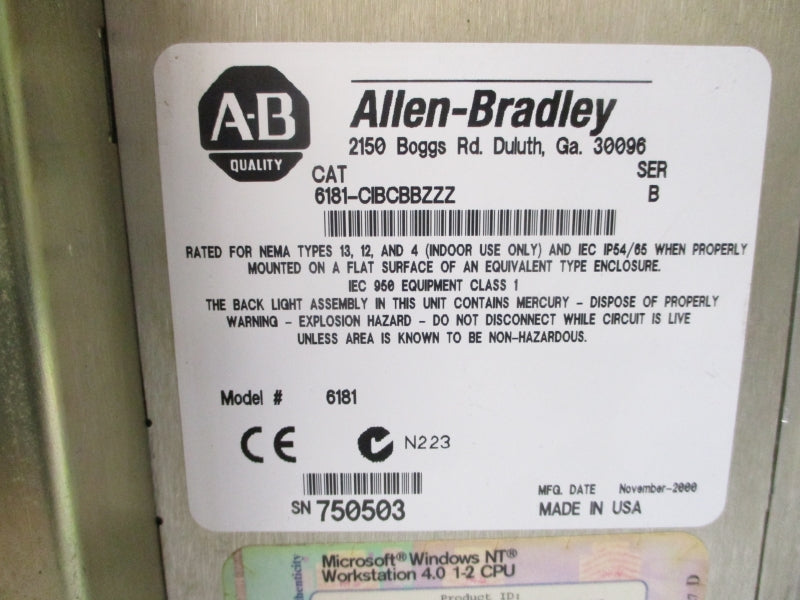 A-B
QUALITY
Allen-Bradley
2150 Boggs Rd. Duluth, Ga. 30096
CAT
SER
6181-CIBCBBZZZ
B
RATED FOR NEMA TYPES 13, 12, AND 4 (INDOOR USE ONLY) AND IEC IP54/65 WHEN PROPERLY
MOUNTED ON A FLAT SURFACE OF AN EQUIVALENT TYPE ENCLOSURE.
IEC 950 EQUIPMENT CLASS 1
THE BACK LIGHT ASSEMBLY IN THIS UNIT CONTAINS MERCURY - DISPOSE OF PROPERLY
WARNING - EXPLOSION HAZARD - DO NOT DISCONNECT WHILE CIRCUIT IS LIVE
UNLESS AREA IS KNOWN TO BE NON-HAZARDOUS.
Model # 6181
CE N223
SN 750503
MFG. DATE November-2000
MADE IN USA
Microsoft® Windows NT®
Workstation 4.0 1-2 CPU
Product ID: